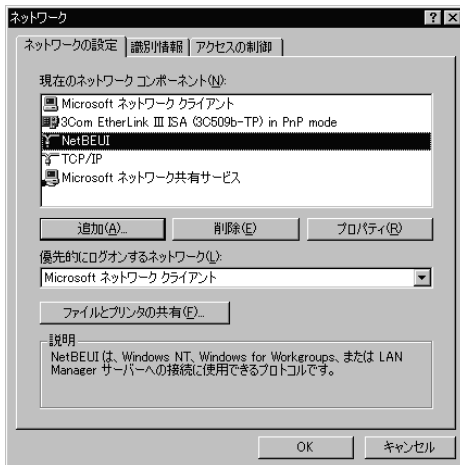 ネットワーク
ネットワークの設定 識別情報 アクセスの制御
現在のネットワーク コンポーネント(N):
Microsoft ネットワーク クライアント
3Com EtherLink III ISA (3C509b-TP) in PnP mode
NetBEUI
TCP/IP
Microsoft ネットワーク共有サービス
追加(A)... 削除(E) プロパティ(R)
優先的にログオンするネットワーク(L):
Microsoft ネットワーク クライアント
ファイルとプリンタの共有(F)...
説明
NetBEUI は、Windows NT、Windows for Workgroups、または LAN
Manager サーバーへの接続に使用できるプロトコルです。
OK キャンセル